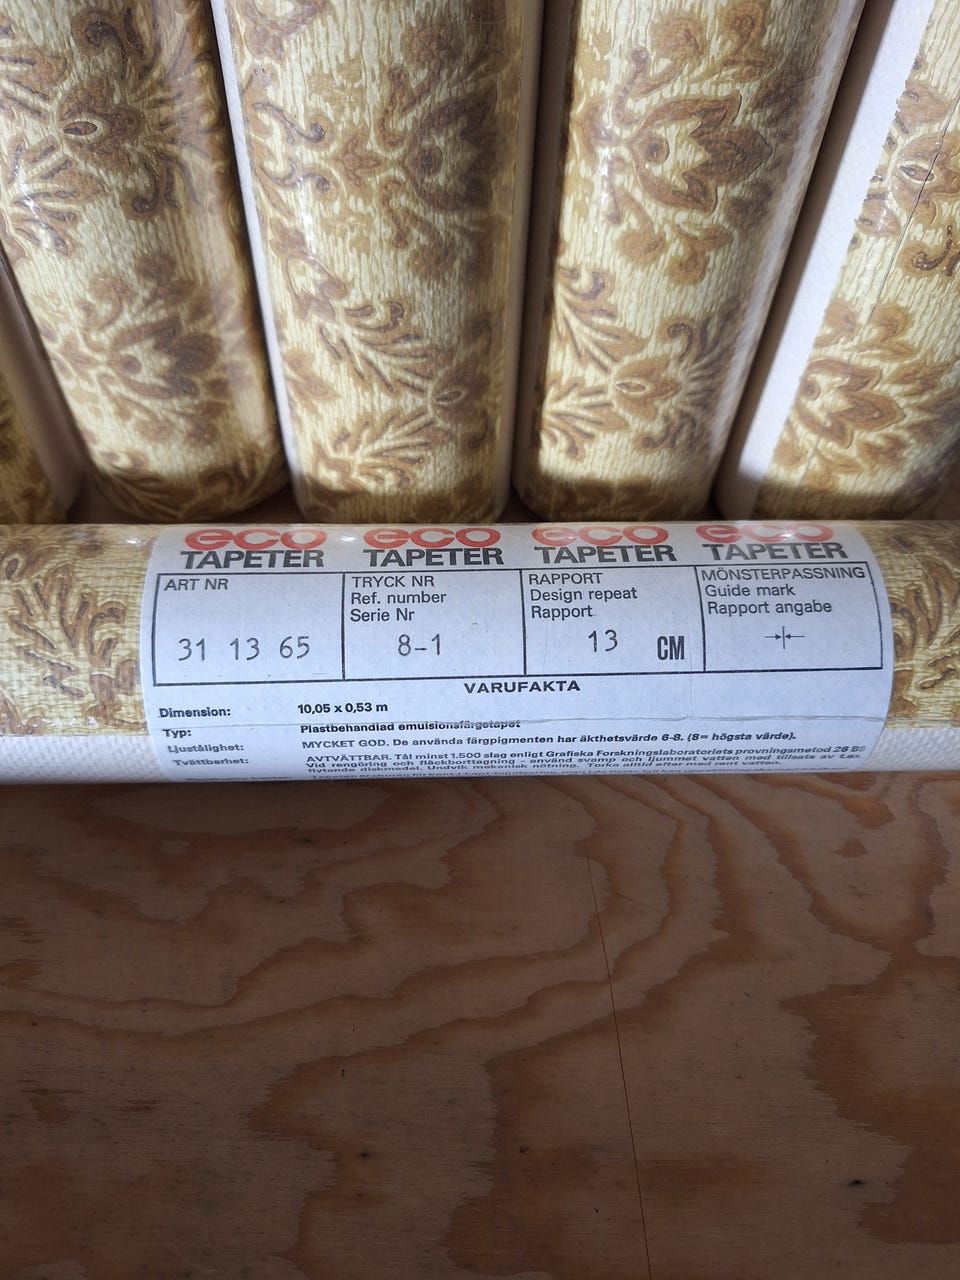 eco eco eco eco
TAPETER TAPETER TAPETER TAPETER
ART NR
31 13 65
TRYCK NR
Ref. number
Serie Nr
8-1
RAPPORT
Design repeat
Rapport
13 CM
MÖNSTERPASSNING
Guide mark
Rapport angabe
VARUFAKTA
Dimension: 10,05 x 0,53 m
Typ: Plastbehandlad emulsionsfärgstapet
Ljustålighet: MYCKET GOD. De använda färgpigmenten har äkthetsvärde 6-8. (8= högsta värde).
Tvättbarhet: AVTVÄTTBAR. Tål minst 1.500 slag enligt Grafiska Forskningslaboratoriets provningsmetod 26
Vid rengöring och fläckborttagning - använd svamp och ljummet vatten med tillsats av t.ex.
flytande diskmedel. Undvik mekanisk nötning. Torka alltid efter med rent vatten.